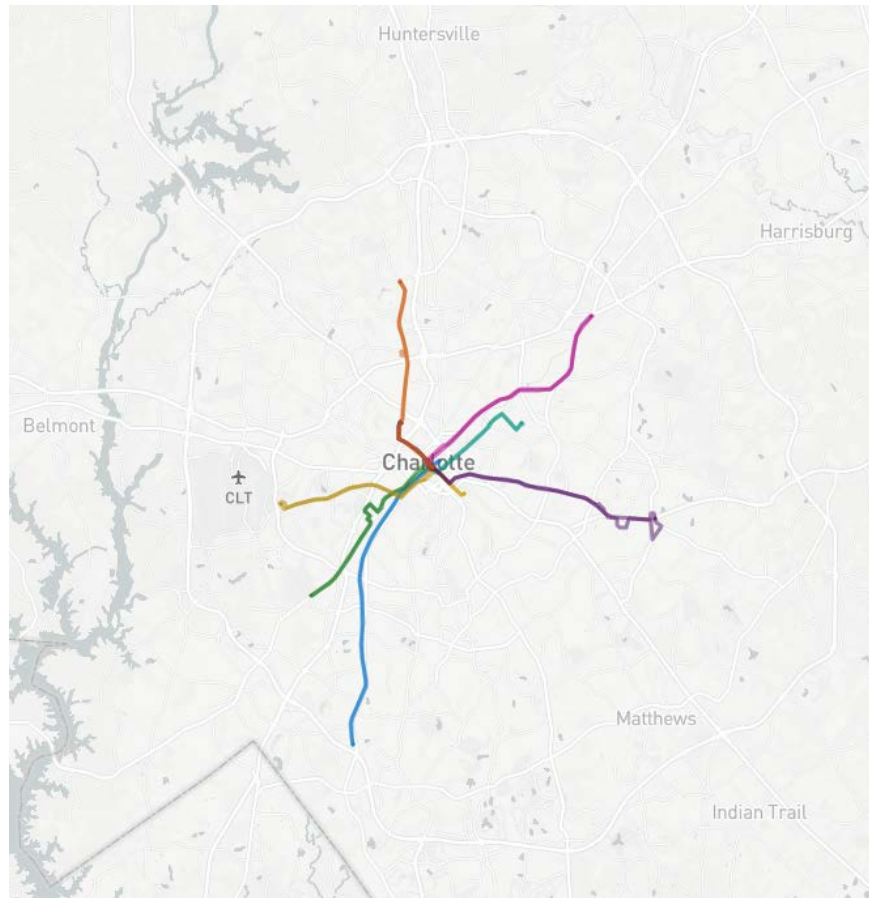 Huntersville
Harrisburg
Belmont
Charlotte
CLT
Matthews
Indian Trail